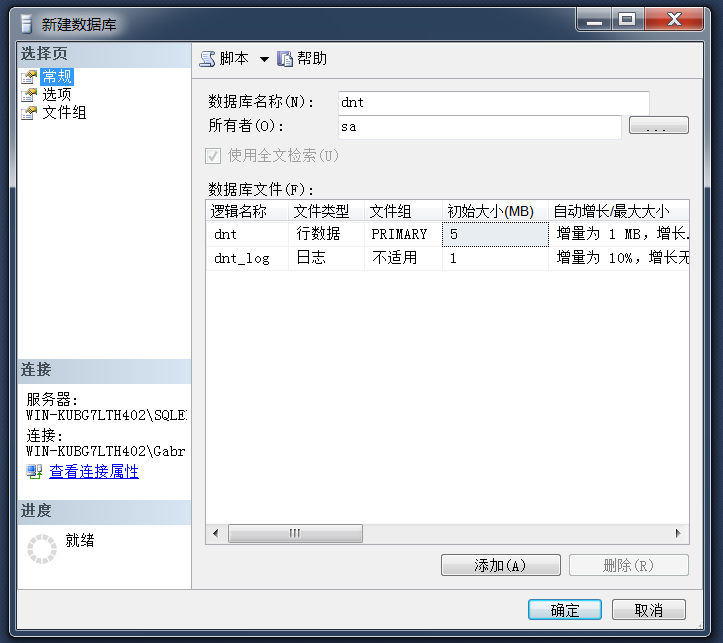 新建数据库
选择页
常规
选项
文件组
脚本 帮助
数据库名称(N): dnt
所有者(O): sa ...
使用全文检索(U)
数据库文件(F):
逻辑名称 文件类型 文件组 初始大小(MB) 自动增长/最大大小
dnt 行数据 PRIMARY 5 增量为 1 MB，增长.
dnt_log 日志 不适用 1 增量为 10%，增长无
连接
服务器:
WIN-KUBG7LTH402\SQLE
连接:
WIN-KUBG7LTH402\Gabr
查看连接属性
进度
就绪
添加(A) 删除(R)
确定 取消